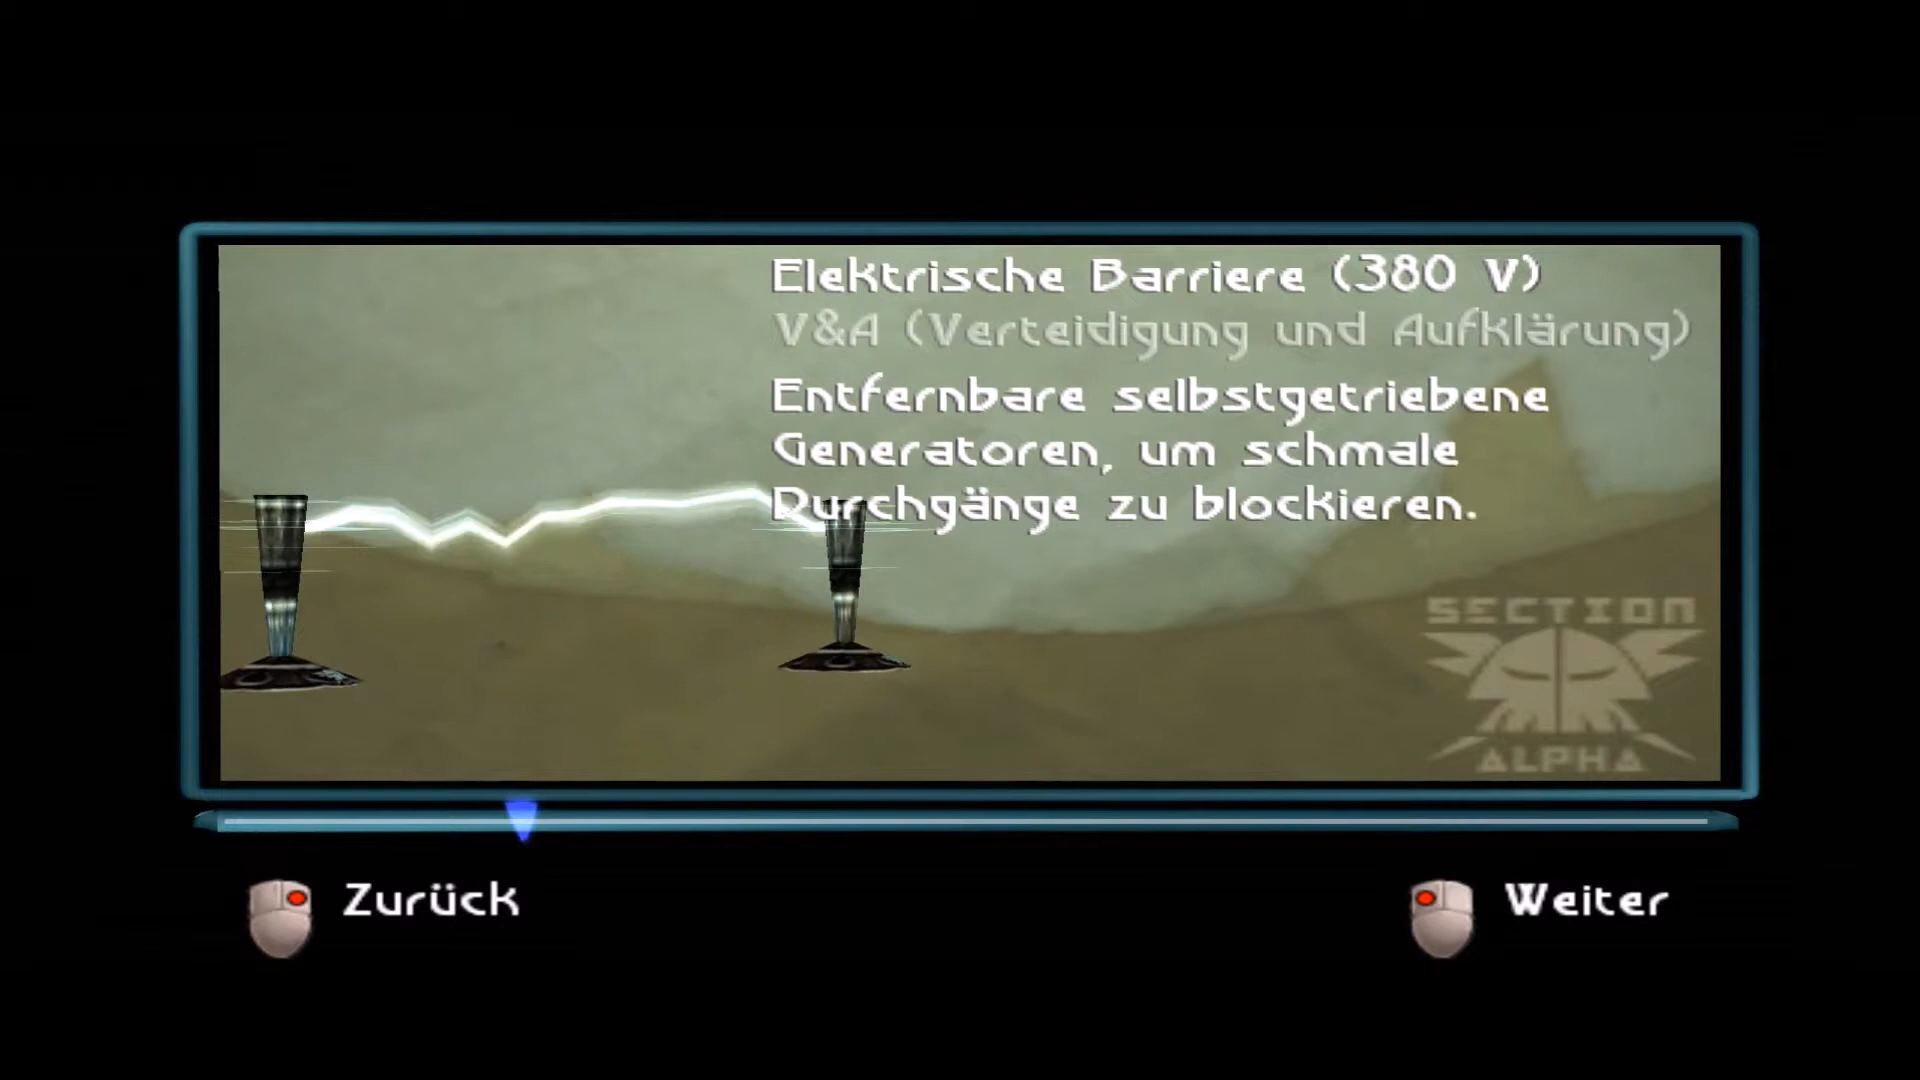 Elektrische Barriere (380 V)
V&A (Verteidigung und Aufklärung)
Entfernbare selbstgetriebene
Generatoren, um schmale
Durchgänge zu blockieren.
SECTION
ALPHA
Zurück
Weiter